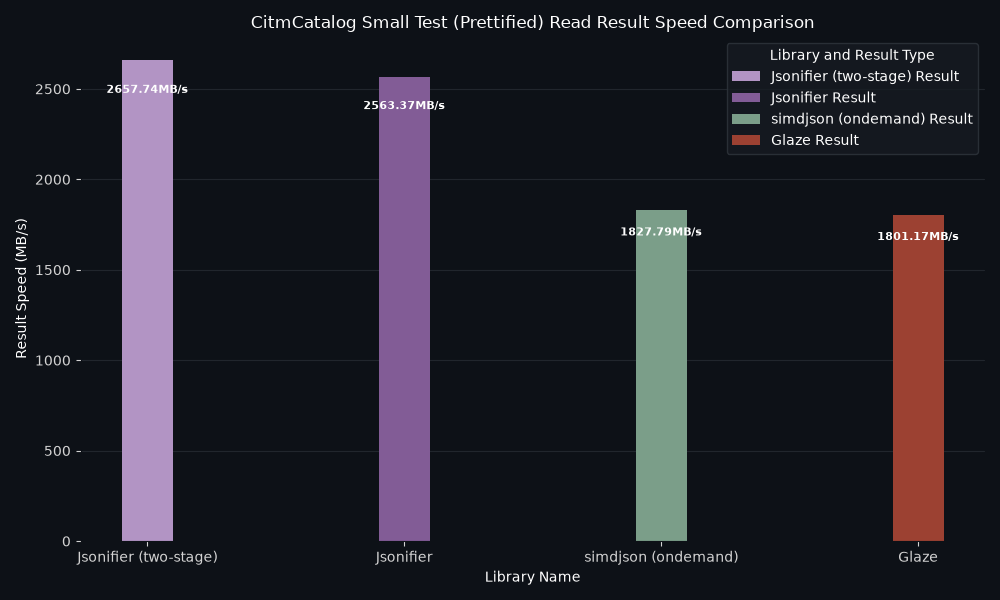 CitmCatalog Small Test (Prettified) Read Result Speed Comparison
Library and Result Type
Jsonifier (two-stage) Result
Jsonifier Result
simdjson (ondemand) Result
Glaze Result
Result Speed (MB/s)
2500
2000
1500
1000
500
0
2657.74MB/s
2563.37MB/s
1827.79MB/s
1801.17MB/s
Jsonifier (two-stage)
Jsonifier
simdjson (ondemand)
Glaze
Library Name